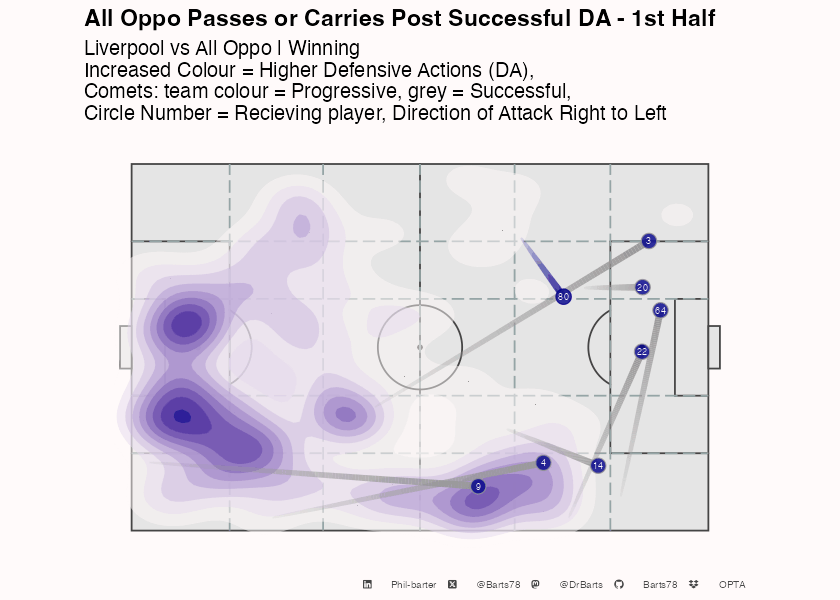 All Oppo Passes or Carries Post Successful DA - 1st Half
Liverpool vs All Oppo | Winning
Increased Colour = Higher Defensive Actions (DA),
Comets: team colour = Progressive, grey = Successful,
Circle Number = Recieving player, Direction of Attack Right to Left
3
20
80
64
22
4
14
9
Phil-barter @Barts78 @DrBarts Barts78 OPTA